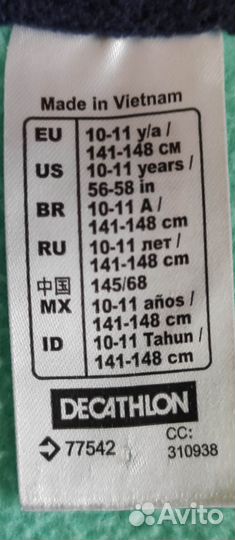 Made in Vietnam
EU 10-11 y/a /
141-148 CM
US 10-11 years /
56-58 in
BR 10-11 A /
141-148 cm
RU 10-11 лет /
141-148 cm
中国 145/68
MX 10-11 años /
141-148 cm
ID 10-11 Tahun /
141-148 cm
DECATHLON
77542 CC:
310938
Avito